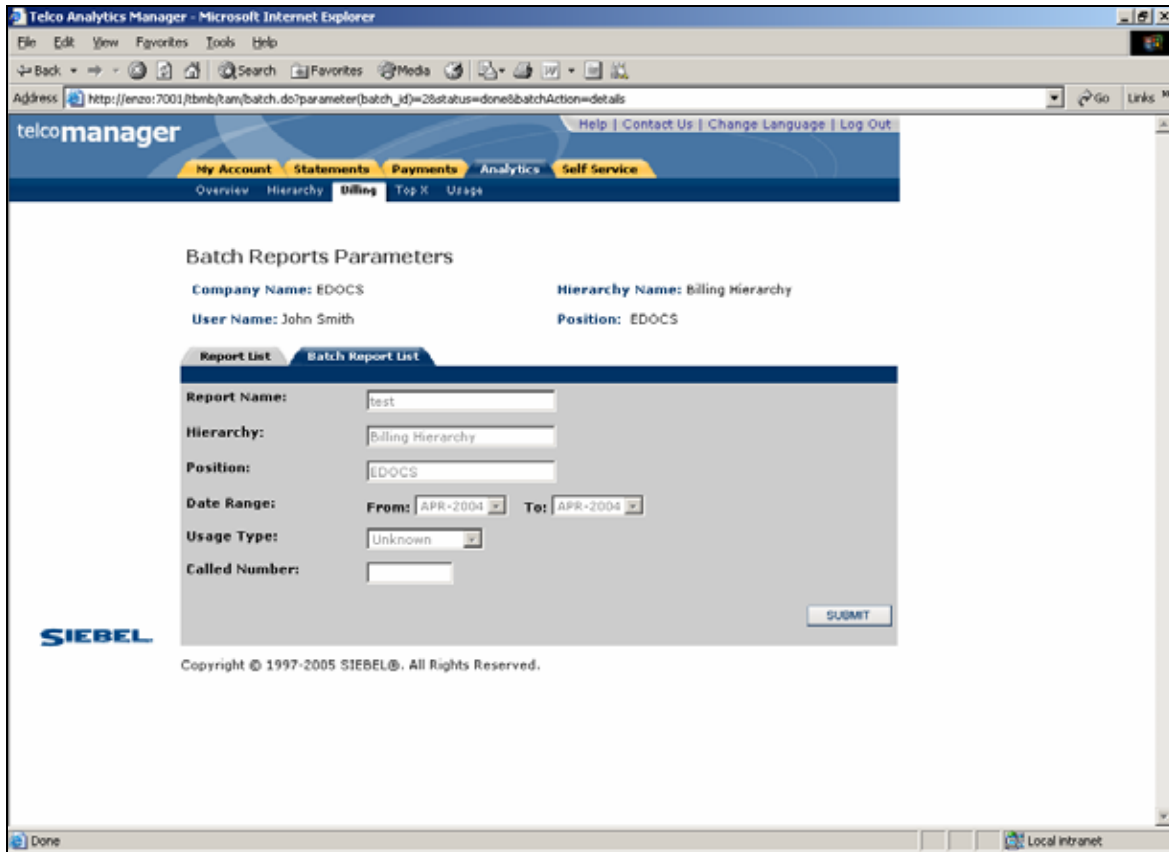 Telco Analytics Manager - Microsoft Internet Explorer
File Edit View Favorites Tools Help
Back Search Favorites Media
Address http://enzo:7001/tbmb/tam/batch.do?parameter(batch_id)=2&status=done&batchAction=details Go Links »
telcomanager Help | Contact Us | Change Language | Log Out
My Account Statements Payments Analytics Self Service
Overview Hierarchy Billing Top X Usage
Batch Reports Parameters
Company Name: EDOCS Hierarchy Name: Billing Hierarchy
User Name: John Smith Position: EDOCS
Report List Batch Report List
Report Name: test
Hierarchy: Billing Hierarchy
Position: EDOCS
Date Range: From: APR-2004 To: APR-2004
Usage Type: Unknown
Called Number:
SUBMIT
SIEBEL.
Copyright © 1997-2005 SIEBEL®. All Rights Reserved.
Done Local intranet